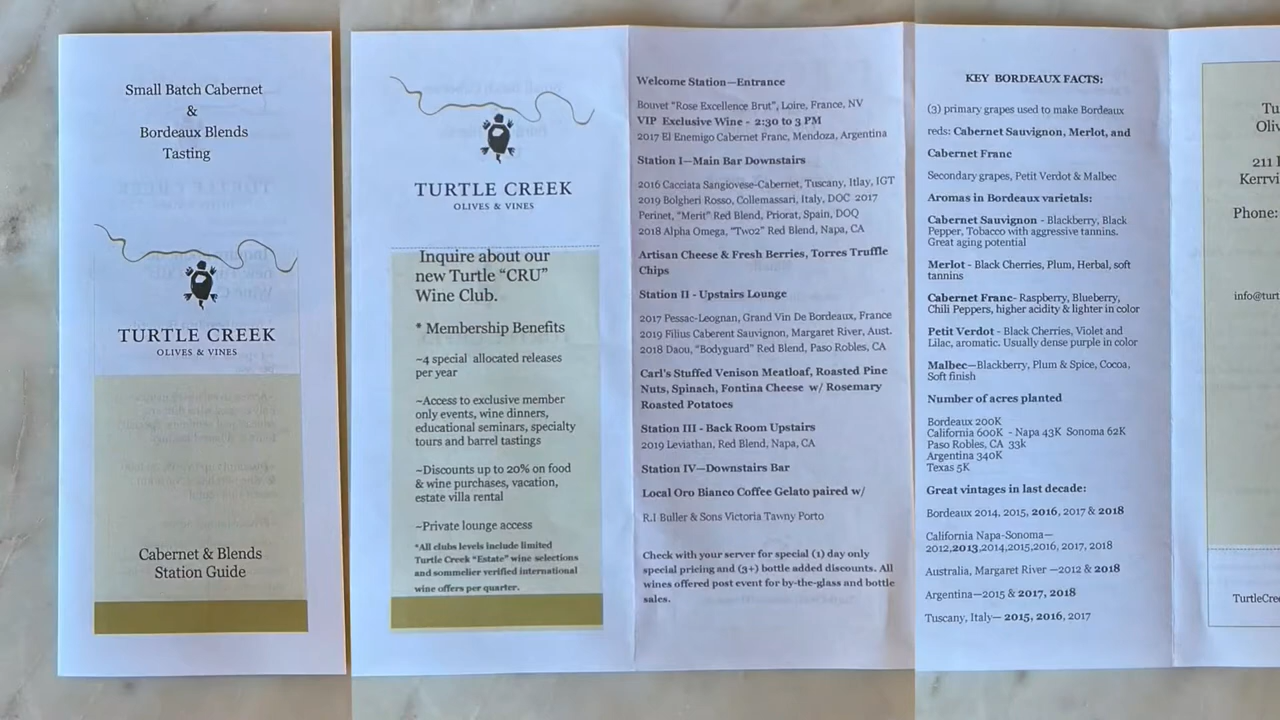 Small Batch Cabernet
&
Bordeaux Blends
Tasting
TURTLE CREEK
OLIVES & VINES
Cabernet & Blends
Station Guide
TURTLE CREEK
OLIVES & VINES
Inquire about our
new Turtle “CRU”
Wine Club.
* Membership Benefits
~4 special allocated releases
per year
~Access to exclusive member
only events, wine dinners,
educational seminars, specialty
tours and barrel tastings
~Discounts up to 20% on food
& wine purchases, vacation,
estate villa rental
~Private lounge access
*All clubs levels include limited
Turtle Creek “Estate” wine selections
and sommelier verified international
wine offers per quarter.
Welcome Station—Entrance
Bouvet “Rose Excellence Brut”, Loire, France, NV
VIP Exclusive Wine - 2:30 to 3 PM
2017 El Enemigo Cabernet Franc, Mendoza, Argentina
Station I—Main Bar Downstairs
2016 Cacciata Sangiovese-Cabernet, Tuscany, Itlay, IGT
2019 Bolgheri Rosso, Collemassari, Italy, DOC 2017
Perinet, “Merit” Red Blend, Priorat, Spain, DOQ
2018 Alpha Omega, “Two2” Red Blend, Napa, CA
Artisan Cheese & Fresh Berries, Torres Truffle
Chips
Station II - Upstairs Lounge
2017 Pessac-Leognan, Grand Vin De Bordeaux, France
2019 Filius Caberent Sauvignon, Margaret River, Aust.
2018 Daou, “Bodyguard” Red Blend, Paso Robles, CA
Carl's Stuffed Venison Meatloaf, Roasted Pine
Nuts, Spinach, Fontina Cheese w/ Rosemary
Roasted Potatoes
Station III - Back Room Upstairs
2019 Leviathan, Red Blend, Napa, CA
Station IV—Downstairs Bar
Local Oro Bianco Coffee Gelato paired w/
R.I Buller & Sons Victoria Tawny Porto
Check with your server for special (1) day only
special pricing and (3+) bottle added discounts. All
wines offered post event for by-the-glass and bottle
sales.
KEY BORDEAUX FACTS:
(3) primary grapes used to make Bordeaux
reds: Cabernet Sauvignon, Merlot, and
Cabernet Franc
Secondary grapes, Petit Verdot & Malbec
Aromas in Bordeaux varietals:
Cabernet Sauvignon - Blackberry, Black
Pepper, Tobacco with aggressive tannins.
Great aging potential
Merlot - Black Cherries, Plum, Herbal, soft
tannins
Cabernet Franc- Raspberry, Blueberry,
Chili Peppers, higher acidity & lighter in color
Petit Verdot - Black Cherries, Violet and
Lilac, aromatic. Usually dense purple in color
Malbec—Blackberry, Plum & Spice, Cocoa,
Soft finish
Number of acres planted
Bordeaux 200K
California 600K - Napa 43K Sonoma 62K
Paso Robles, CA 33k
Argentina 340K
Texas 5K
Great vintages in last decade:
Bordeaux 2014, 2015, 2016, 2017 & 2018
California Napa-Sonoma—
2012,2013,2014,2015,2016, 2017, 2018
Australia, Margaret River —2012 & 2018
Argentina—2015 & 2017, 2018
Tuscany, Italy— 2015, 2016, 2017
Tu
Oliv
211
Kerrvi
Phone:
info@turt
TurtleCree